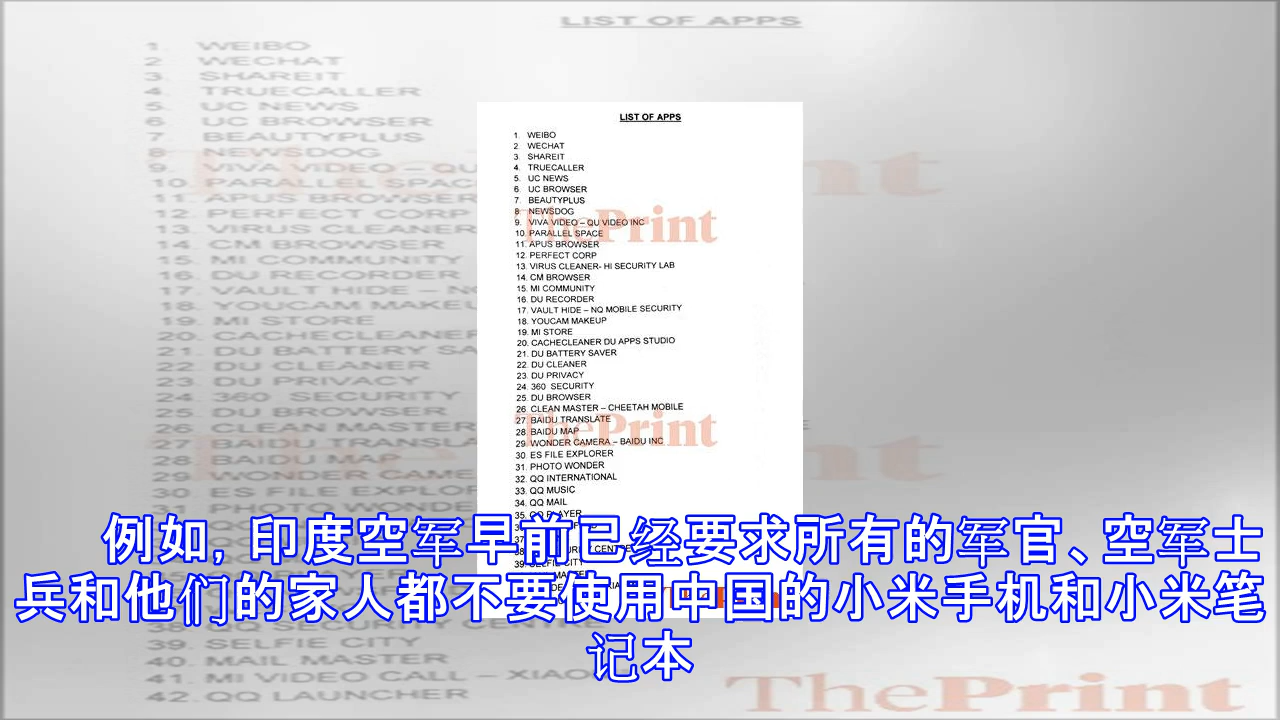 LIST OF APPS
1. WEIBO
2. WECHAT
3. SHAREIT
4. TRUECALLER
5. UC NEWS
6. UC BROWSER
7. BEAUTYPLUS
8. NEWSDOG
9. VIVA VIDEO – QU VIDEO INC
10. PARALLEL SPACE
11. APUS BROWSER
12. PERFECT CORP
13. VIRUS CLEANER- HI SECURITY LAB
14. CM BROWSER
15. MI COMMUNITY
16. DU RECORDER
17. VAULT HIDE – NQ MOBILE SECURITY
18. YOUCAM MAKEUP
19. MI STORE
20. CACHECLEANER DU APPS STUDIO
21. DU BATTERY SAVER
22. DU CLEANER
23. DU PRIVACY
24. 360 SECURITY
25. DU BROWSER
26. CLEAN MASTER – CHEETAH MOBILE
27. BAIDU TRANSLATE
28. BAIDU MAP
29. WONDER CAMERA – BAIDU INC
30. ES FILE EXPLORER
31. PHOTO WONDER
32. QQ INTERNATIONAL
33. QQ MUSIC
34. QQ MAIL
35. QQ PLAYER
38. QQ SECURITY CENTRE
39. SELFIE CITY
40. MAIL MASTER
41. MI VIDEO CALL – XIAO
42. QQ LAUNCHER
ThePrint
ThePrint
ThePrint
例如,印度空军早前已经要求所有的军官、空军士
兵和他们的家人都不要使用中国的小米手机和小米笔
记本